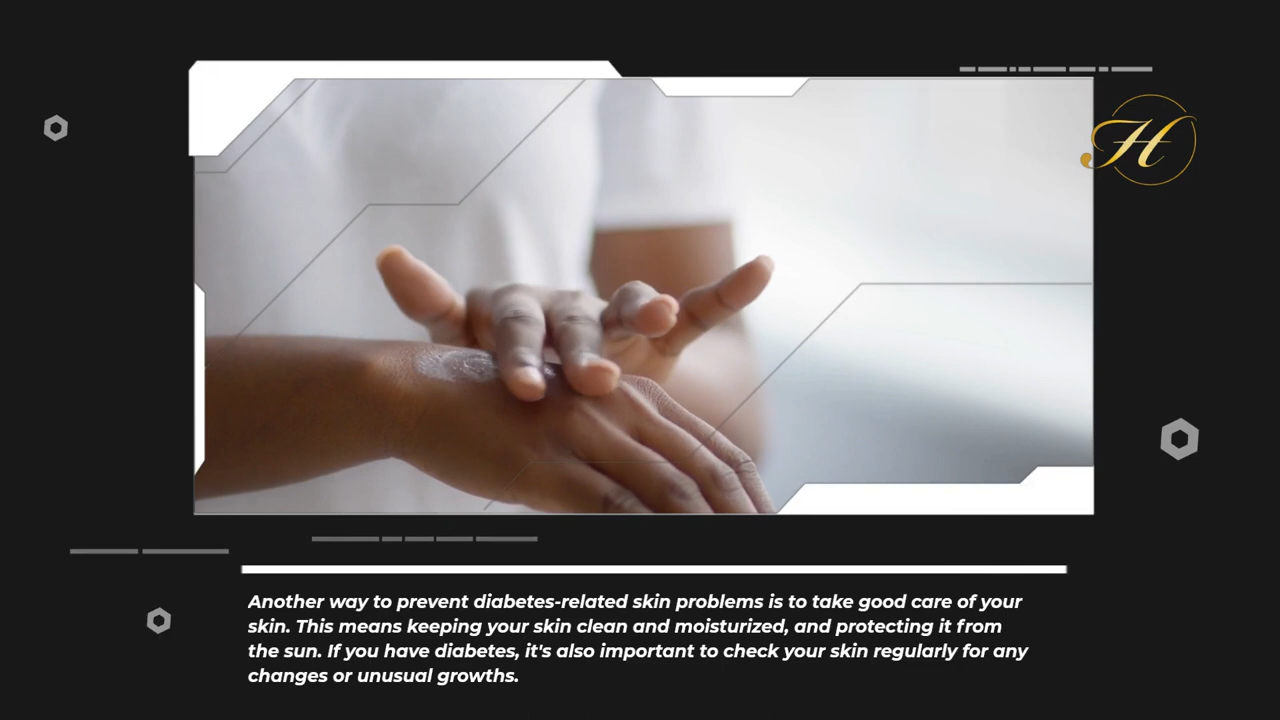 H
Another way to prevent diabetes-related skin problems is to take good care of your
skin. This means keeping your skin clean and moisturized, and protecting it from
the sun. If you have diabetes, it's also important to check your skin regularly for any
changes or unusual growths.